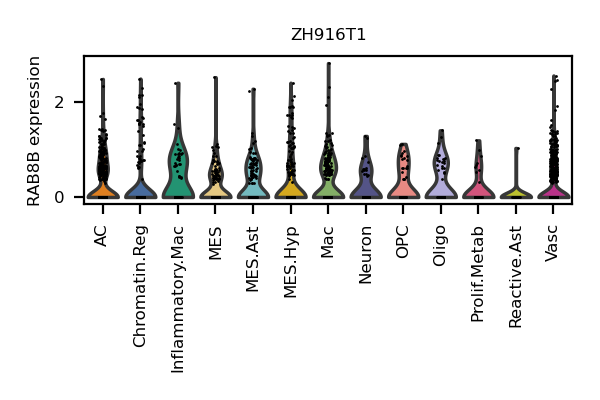 ZH916T1
RAB8B expression
2
0
AC
Chromatin.Reg
Inflammatory.Mac
MES
MES.Ast
MES.Hyp
Mac
Neuron
OPC
Oligo
Prolif.Metab
Reactive.Ast
Vasc